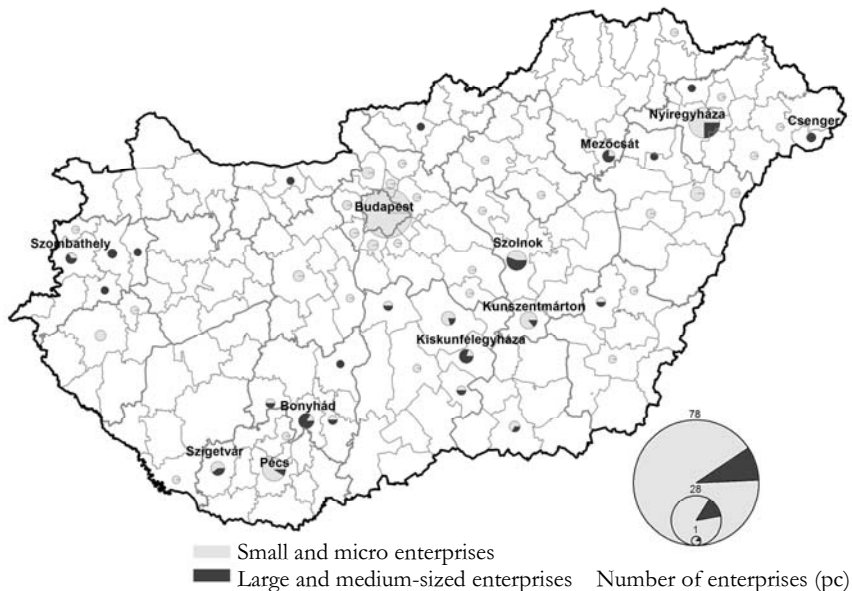 Nyíregyháza
Csenger
Mezőcsát
Budapest
Szombathely
Szolnok
Kunszentmárton
Kiskunfélegyháza
Bonyhád
Szigetvár
Pécs
78
28
1
Small and micro enterprises
Large and medium-sized enterprises Number of enterprises (pc)